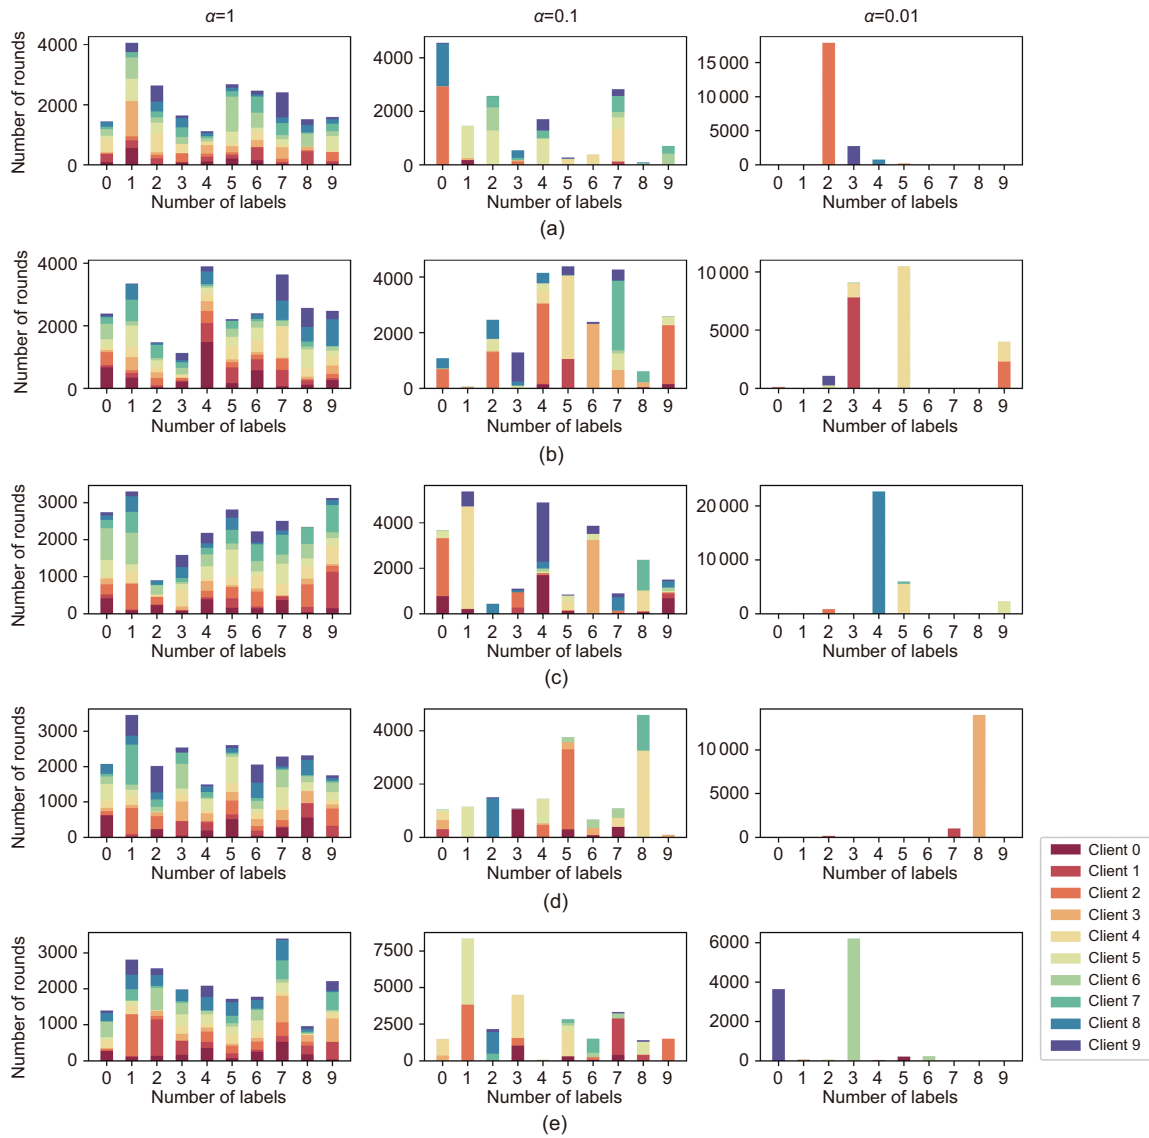 α=1 α=0.1 α=0.01
Number of rounds
4000
2000
0
0 1 2 3 4 5 6 7 8 9
Number of labels
4000
2000
0
0 1 2 3 4 5 6 7 8 9
Number of labels
15 000
10 000
5000
0
0 1 2 3 4 5 6 7 8 9
Number of labels
(a)
Number of rounds
4000
2000
0
0 1 2 3 4 5 6 7 8 9
Number of labels
4000
2000
0
0 1 2 3 4 5 6 7 8 9
Number of labels
10 000
5000
0
0 1 2 3 4 5 6 7 8 9
Number of labels
(b)
Number of rounds
3000
2000
1000
0
0 1 2 3 4 5 6 7 8 9
Number of labels
4000
2000
0
0 1 2 3 4 5 6 7 8 9
Number of labels
20 000
10 000
0
0 1 2 3 4 5 6 7 8 9
Number of labels
(c)
Number of rounds
3000
2000
1000
0
0 1 2 3 4 5 6 7 8 9
Number of labels
4000
2000
0
0 1 2 3 4 5 6 7 8 9
Number of labels
10 000
5000
0
0 1 2 3 4 5 6 7 8 9
Number of labels
(d)
Number of rounds
3000
2000
1000
0
0 1 2 3 4 5 6 7 8 9
Number of labels
7500
5000
2500
0
0 1 2 3 4 5 6 7 8 9
Number of labels
6000
4000
2000
0
0 1 2 3 4 5 6 7 8 9
Number of labels
(e)
Client 0
Client 1
Client 2
Client 3
Client 4
Client 5
Client 6
Client 7
Client 8
Client 9